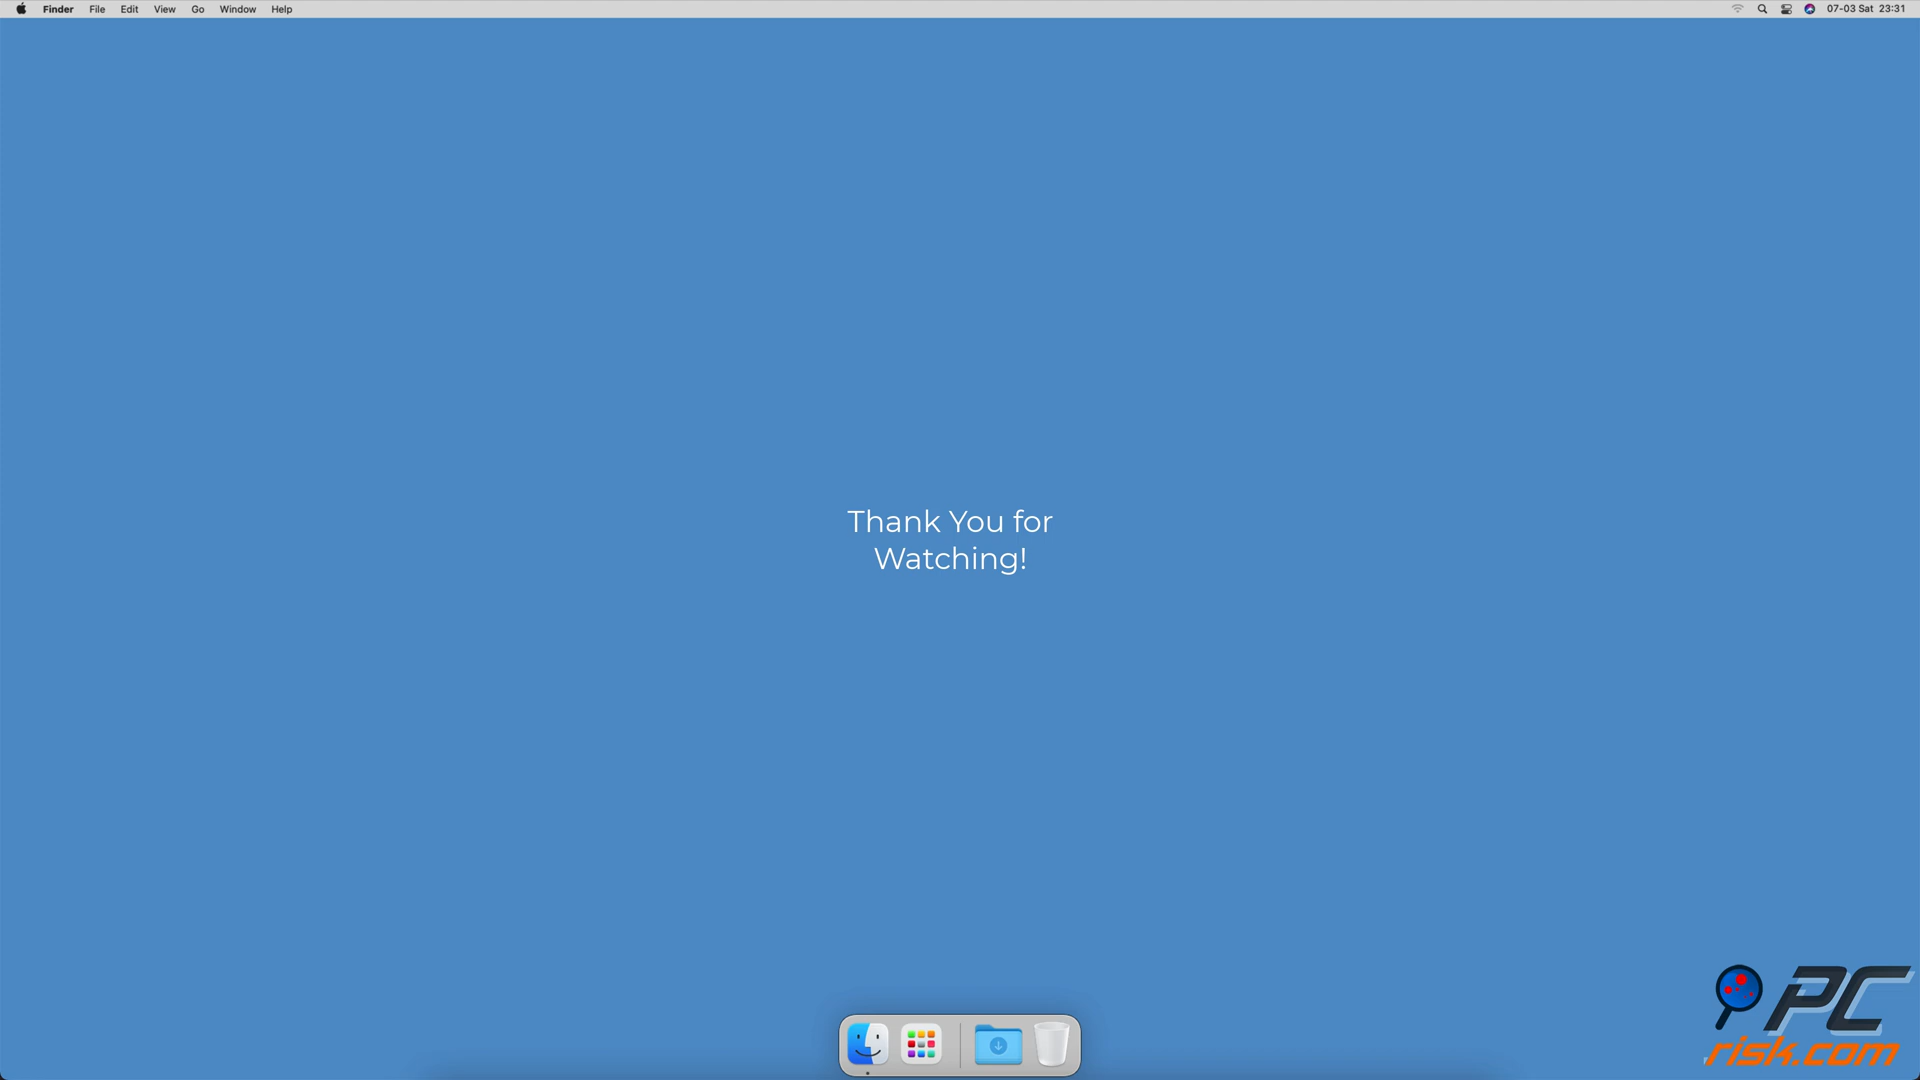 Finder File Edit View Go Window Help 07-03 Sat 23:31
Thank You for
Watching!
PC
risk.com